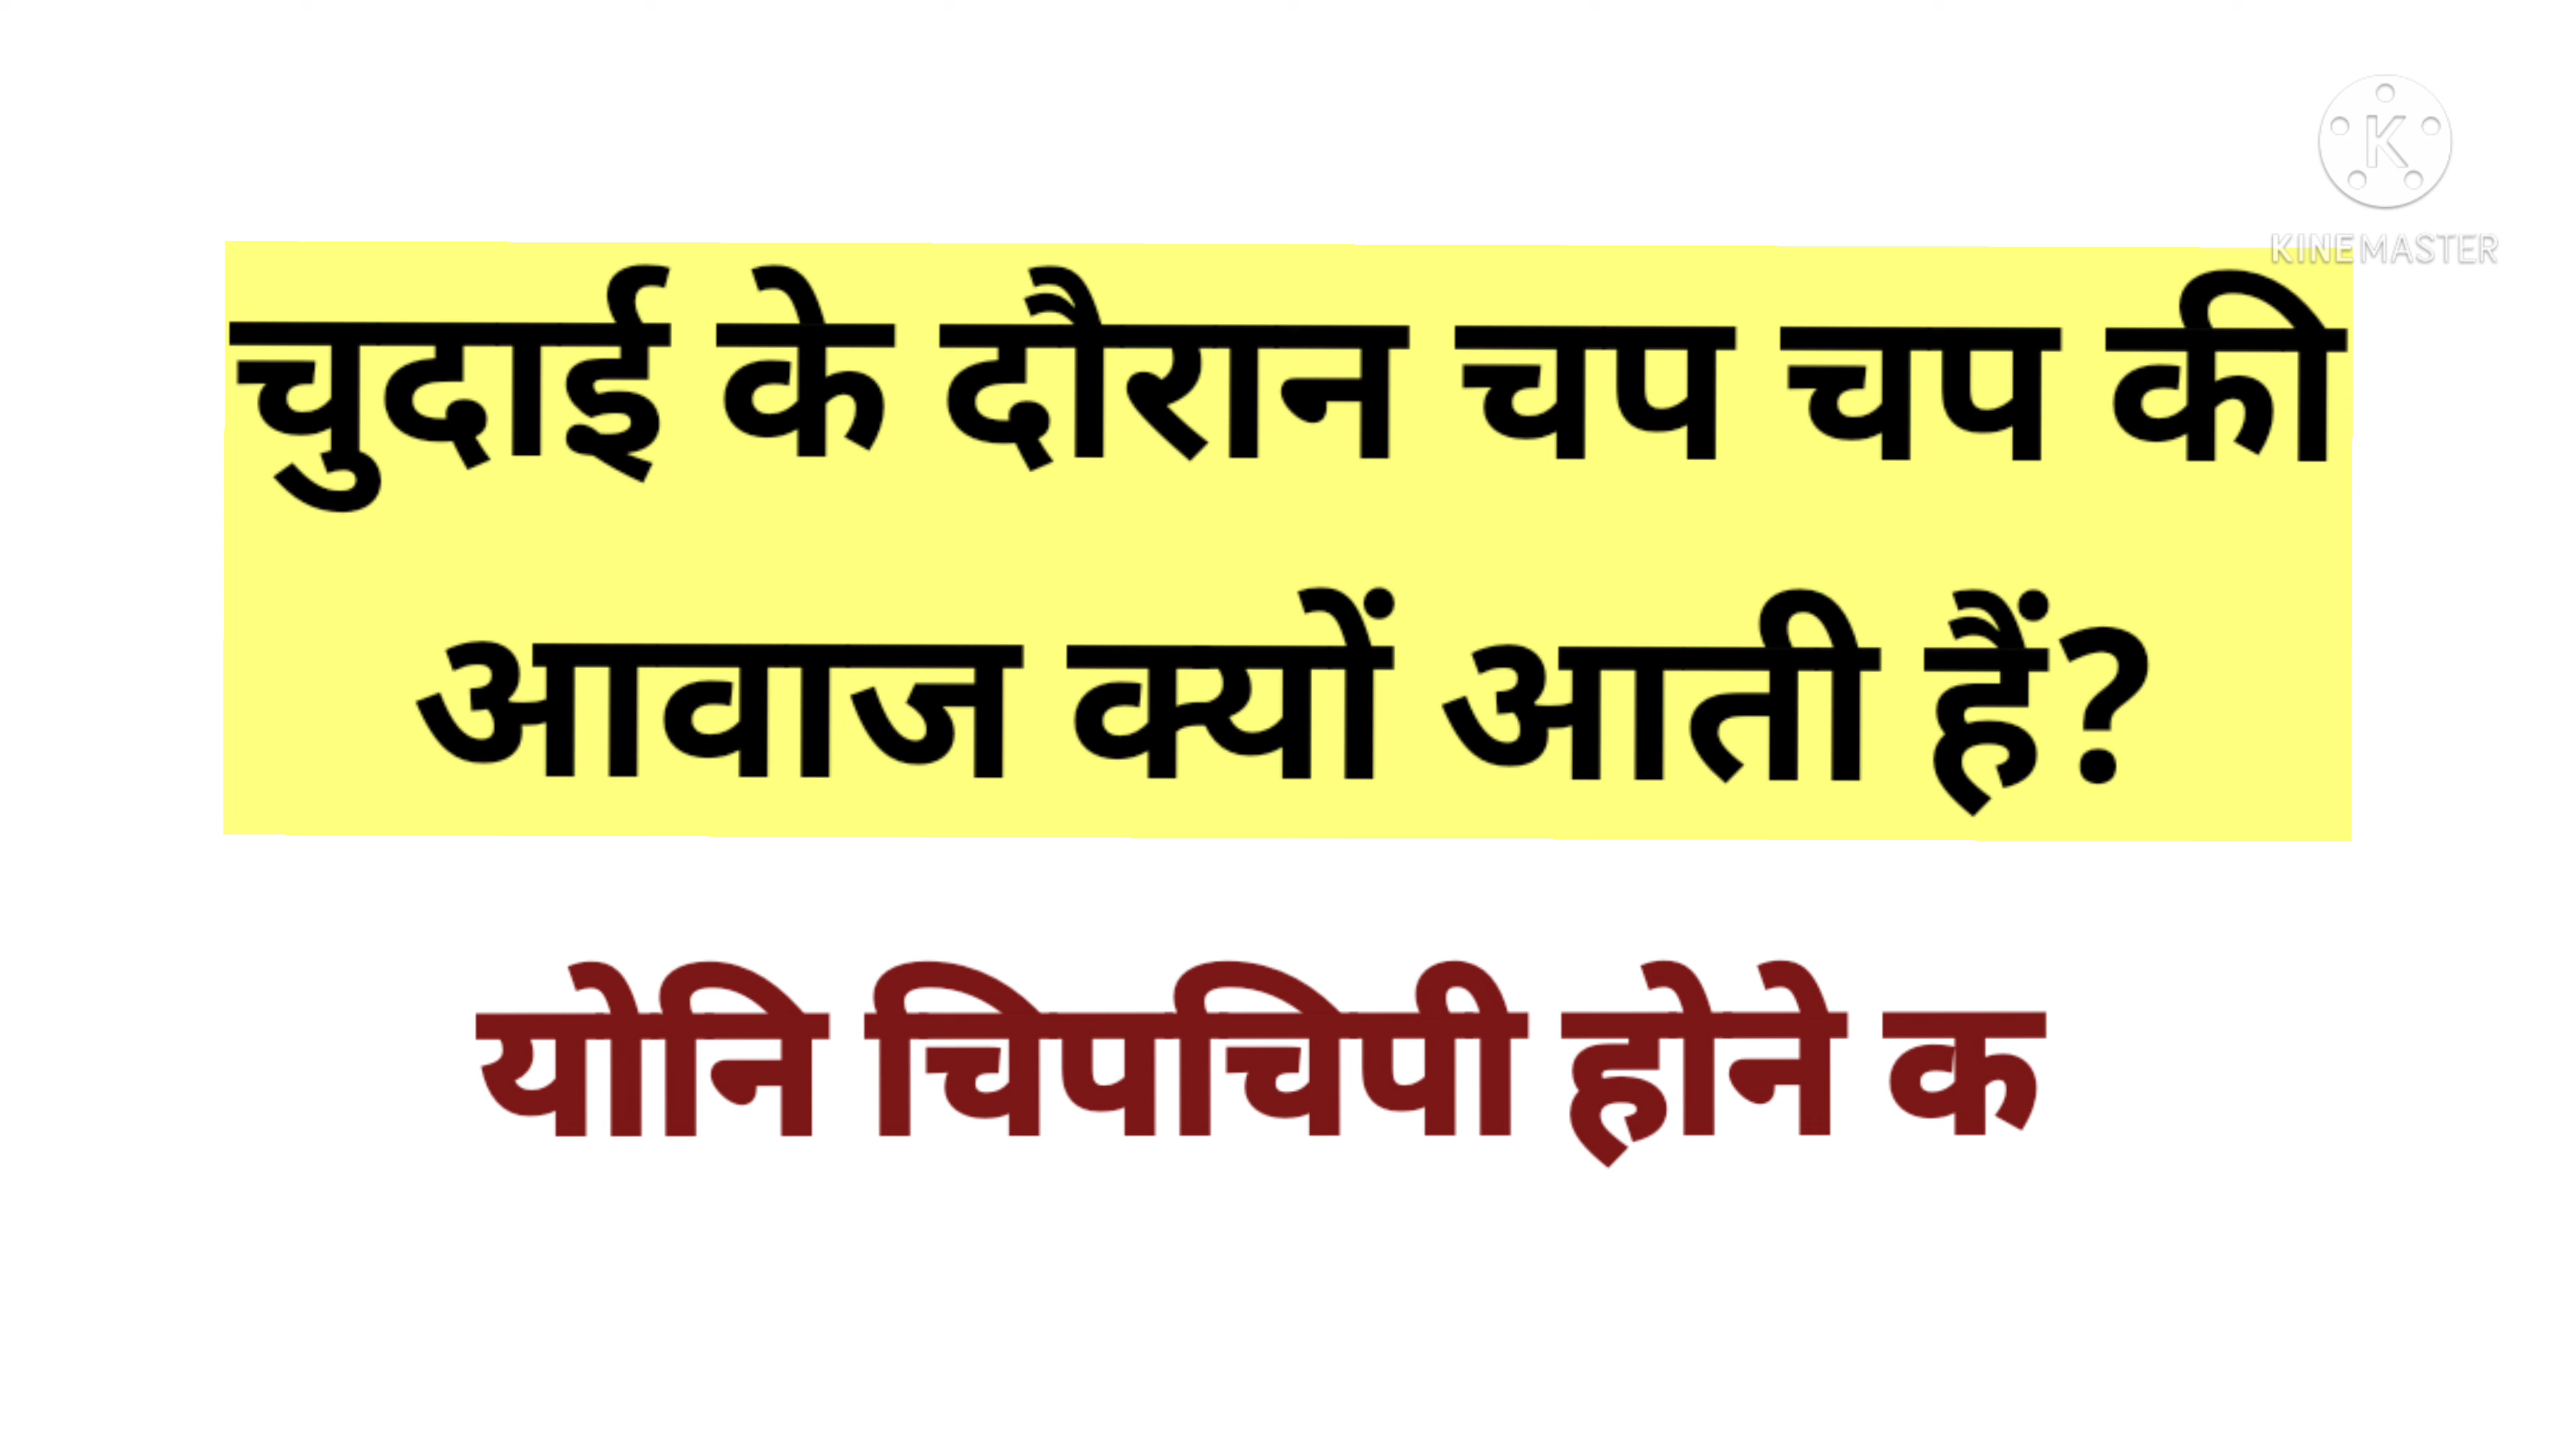 KINEMASTER
चुदाई के दौरान चप चप की
आवाज क्यों आती हैं?
योनि चिपचिपी होने क